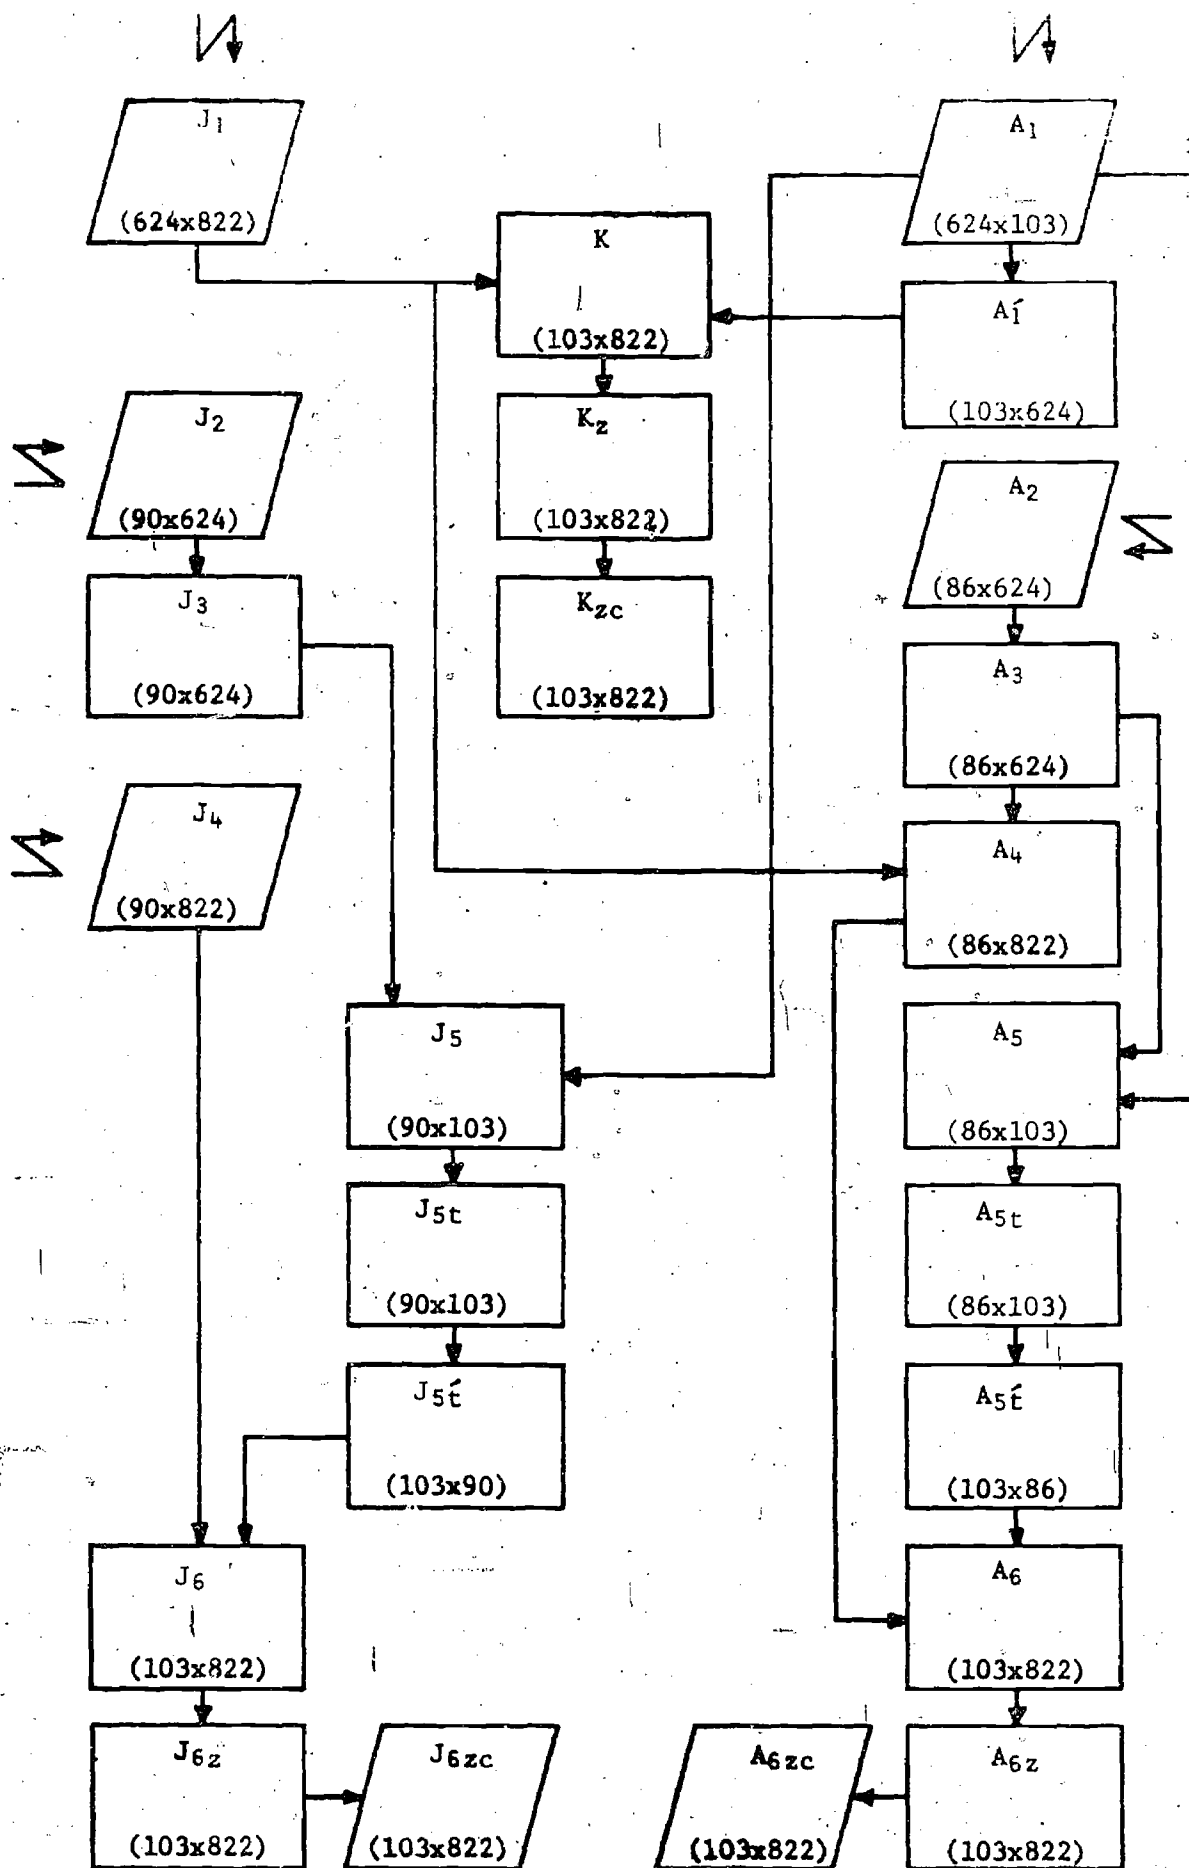 J1
(624x822)
A1
(624x103)
K
(103x822)
A1′
(103x624)
J2
(90x624)
Kz
(103x822)
A2
(86x624)
J3
(90x624)
Kzc
(103x822)
A3
(86x624)
J4
(90x822)
A4
(86x822)
J5
(90x103)
A5
(86x103)
J5t
(90x103)
A5t
(86x103)
J5t′
(103x90)
A5t′
(103x86)
J6
(103x822)
A6
(103x822)
J6z
(103x822)
J6zc
(103x822)
A6zc
(103x822)
A6z
(103x822)